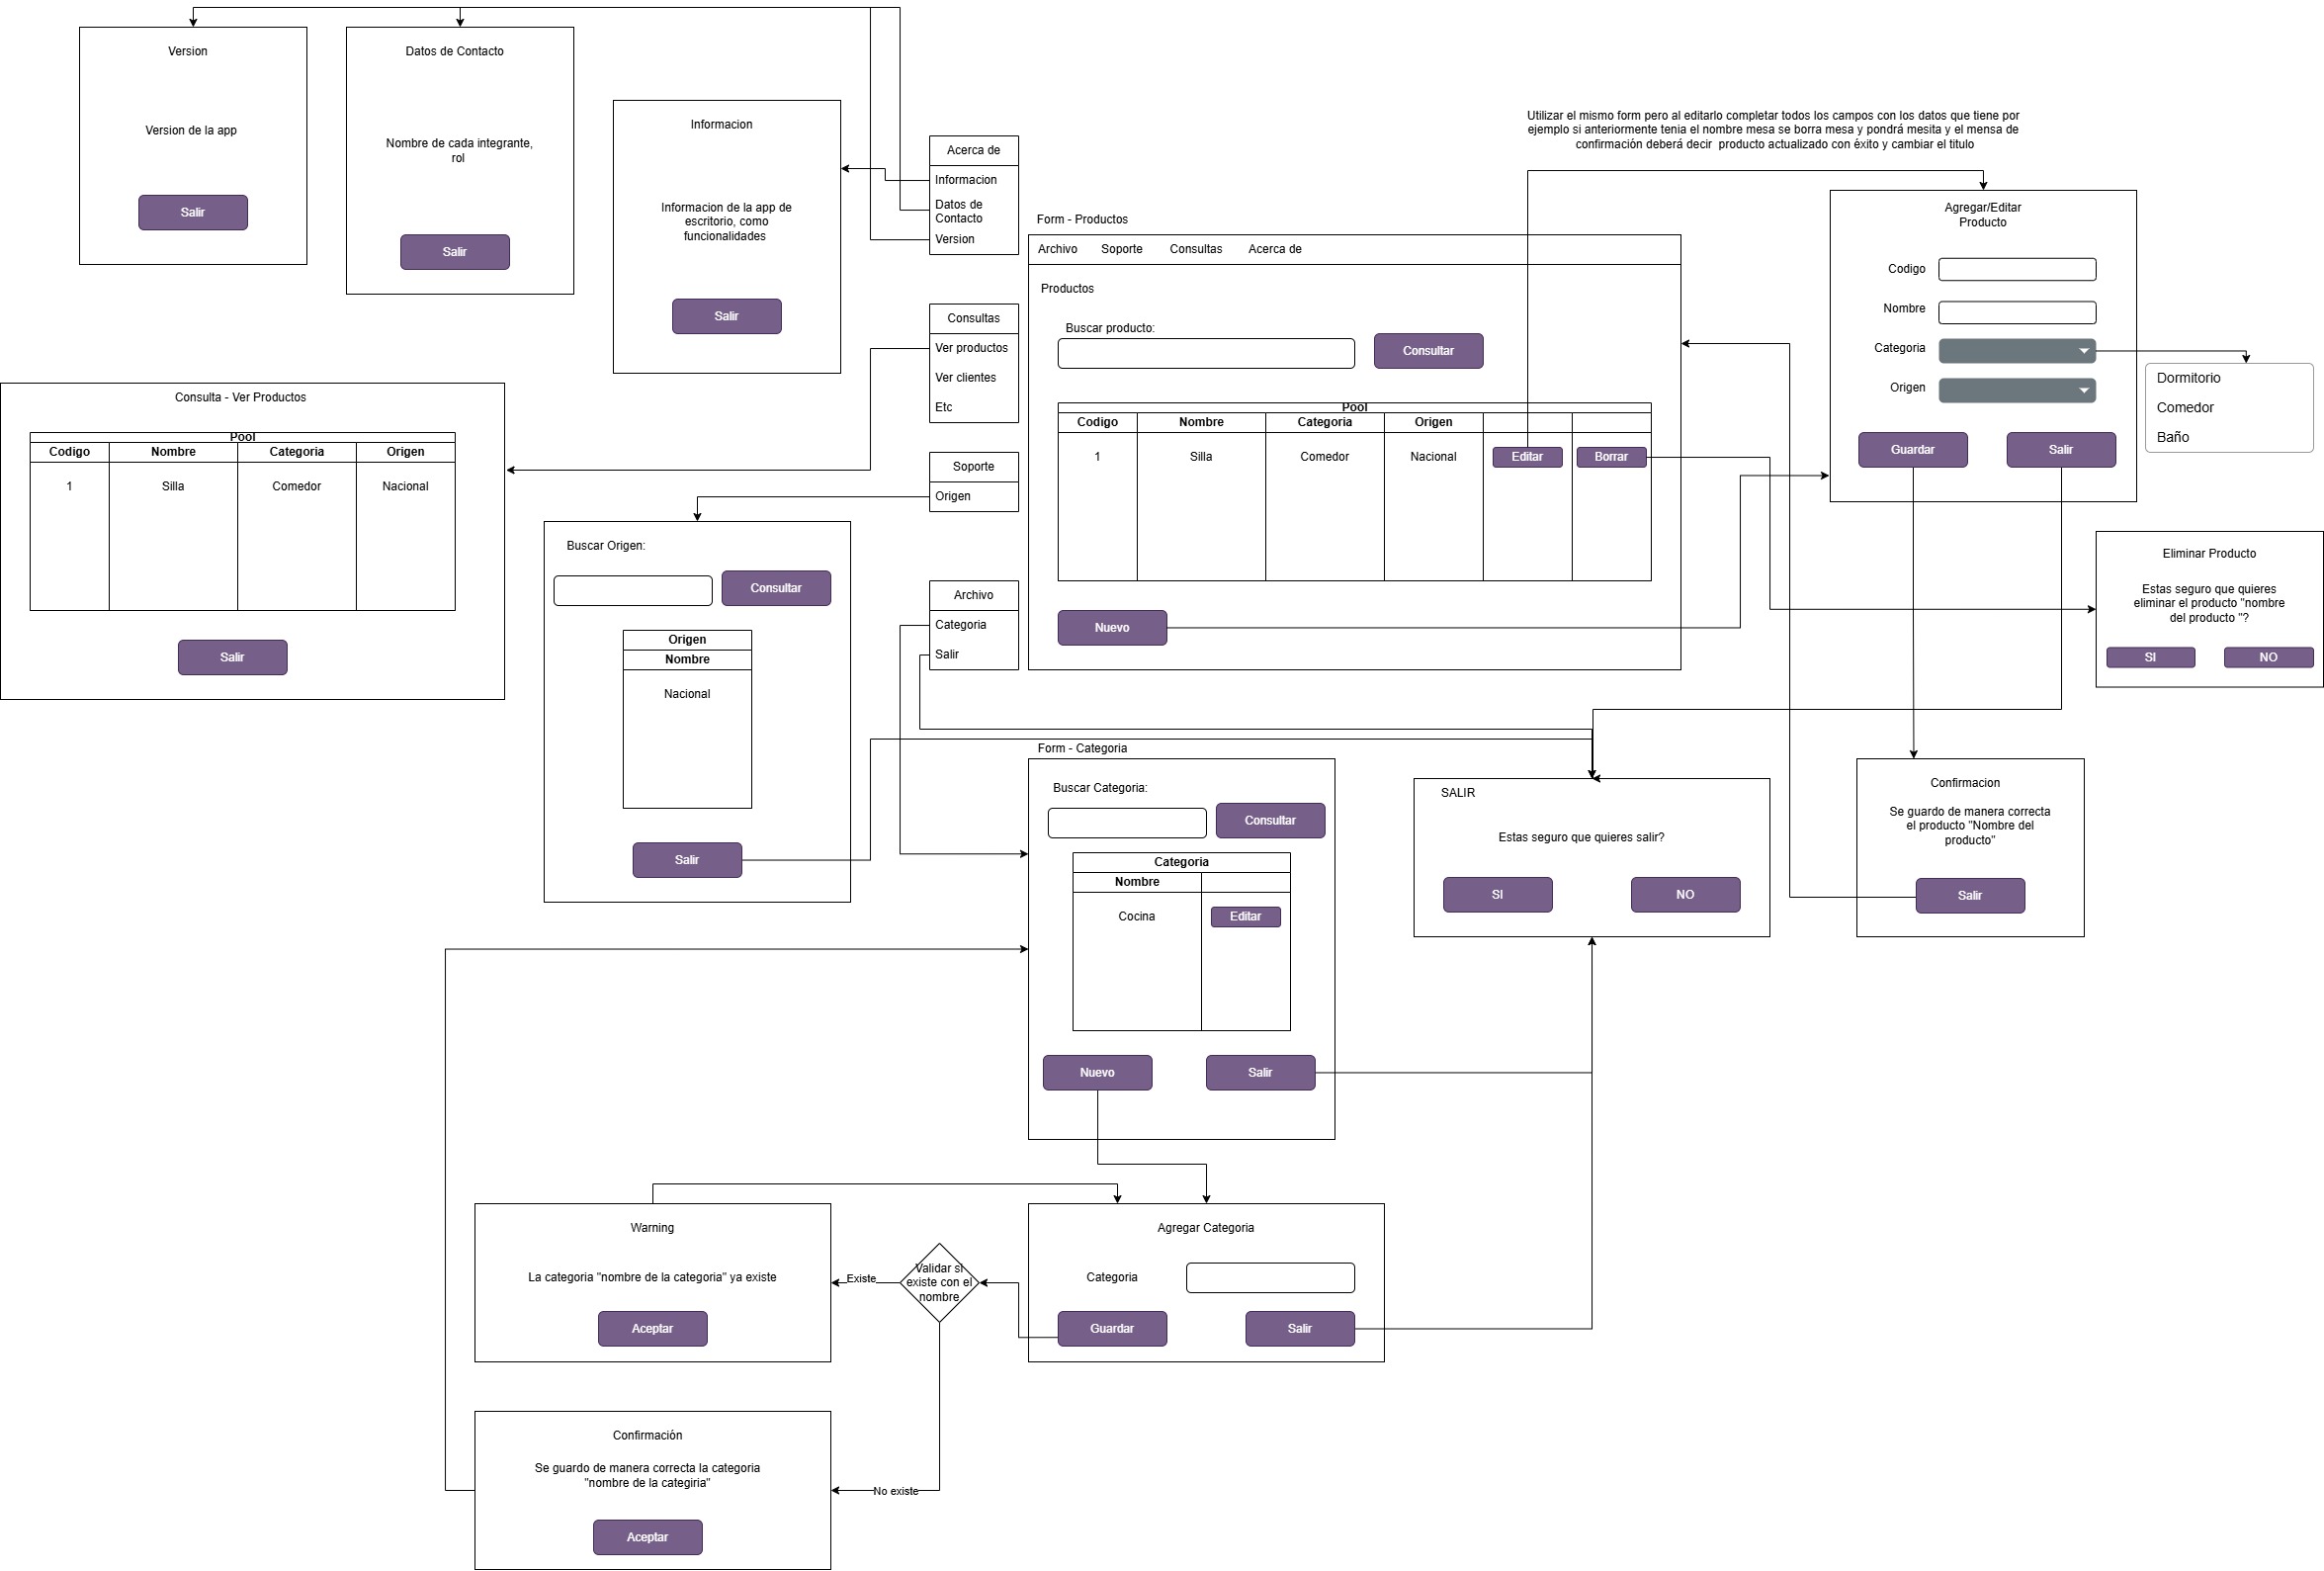 Version
Version de la app
Salir
Datos de Contacto
Nombre de cada integrante,
rol
Salir
Informacion
Informacion de la app de
escritorio, como
funcionalidades
Salir
Acerca de
Informacion
Datos de
Contacto
Version
Consultas
Ver productos
Ver clientes
Etc
Soporte
Origen
Archivo
Categoria
Salir
Form - Productos
Archivo Soporte Consultas Acerca de
Productos
Buscar producto:
Consultar
Pool
Codigo Nombre Categoria Origen
1 Silla Comedor Nacional Editar Borrar
Nuevo
Utilizar el mismo form pero al editarlo completar todos los campos con los datos que tiene por
ejemplo si anteriormente tenia el nombre mesa se borra mesa y pondrá mesita y el mensa de
confirmación deberá decir producto actualizado con éxito y cambiar el titulo
Agregar/Editar
Producto
Codigo
Nombre
Categoria
Origen
Guardar Salir
Dormitorio
Comedor
Baño
Eliminar Producto
Estas seguro que quieres
eliminar el producto "nombre
del producto "?
SI NO
Consulta - Ver Productos
Pool
Codigo Nombre Categoria Origen
1 Silla Comedor Nacional
Salir
Buscar Origen:
Consultar
Origen
Nombre
Nacional
Salir
Form - Categoria
Buscar Categoria:
Consultar
Categoria
Nombre
Cocina Editar
Nuevo Salir
SALIR
Estas seguro que quieres salir?
SI NO
Confirmacion
Se guardo de manera correcta
el producto "Nombre del
producto"
Salir
Warning
La categoria "nombre de la categoria" ya existe
Aceptar
Existe
Validar si
existe con el
nombre
No existe
Agregar Categoria
Categoria
Guardar Salir
Confirmación
Se guardo de manera correcta la categoria
"nombre de la categiria"
Aceptar